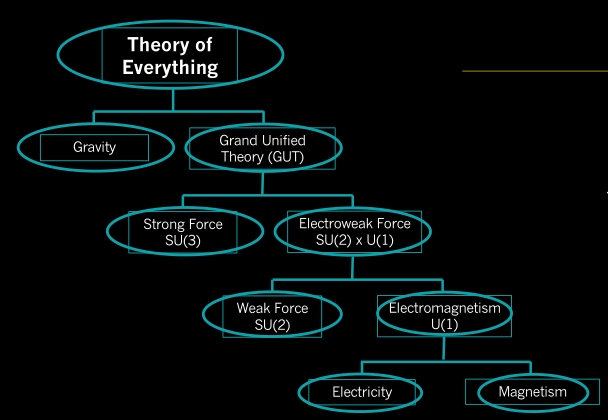 Theory of
Everything
Gravity
Grand Unified
Theory (GUT)
Strong Force
SU(3)
Electroweak Force
SU(2) x U(1)
Weak Force
SU(2)
Electromagnetism
U(1)
Electricity
Magnetism